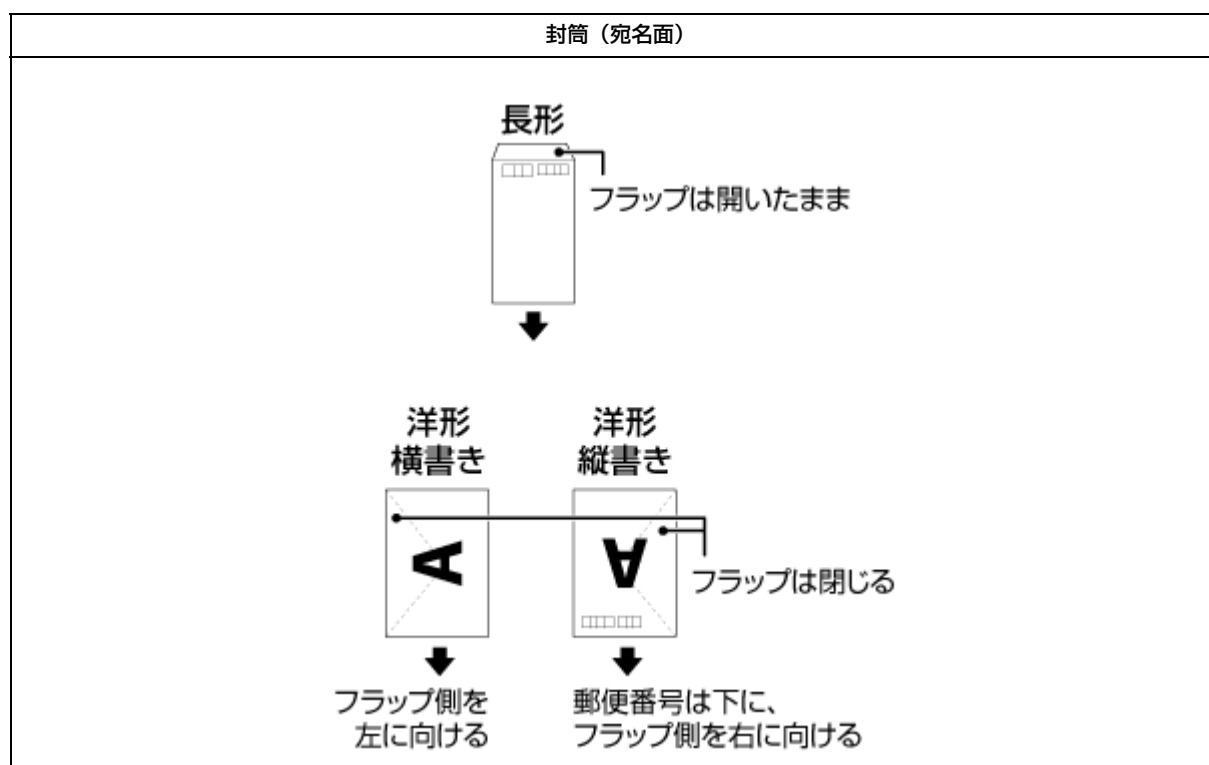 封筒（宛名面）
長形
フラップは開いたまま
洋形
横書き
洋形
縦書き
A
A
フラップは閉じる
フラップ側を
左に向ける
郵便番号は下に、
フラップ側を右に向ける